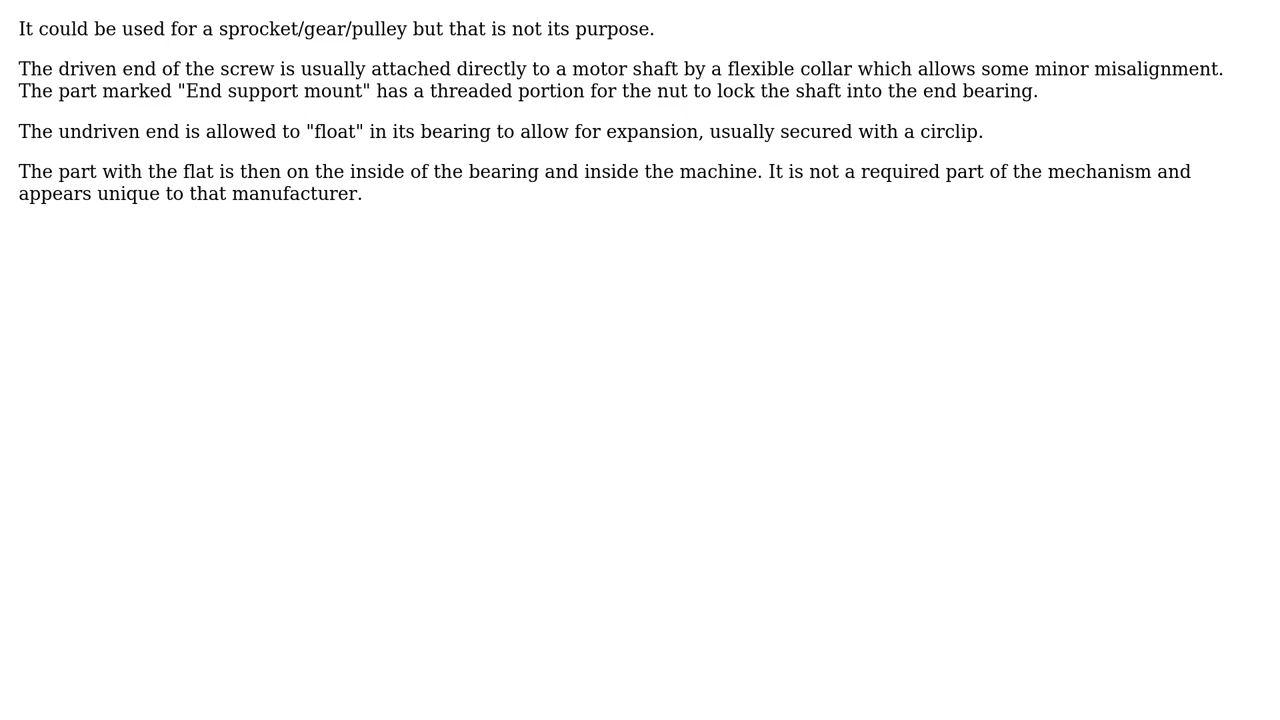 It could be used for a sprocket/gear/pulley but that is not its purpose.
The driven end of the screw is usually attached directly to a motor shaft by a flexible collar which allows some minor misalignment.
The part marked "End support mount" has a threaded portion for the nut to lock the shaft into the end bearing.
The undriven end is allowed to "float" in its bearing to allow for expansion, usually secured with a circlip.
The part with the flat is then on the inside of the bearing and inside the machine. It is not a required part of the mechanism and
appears unique to that manufacturer.